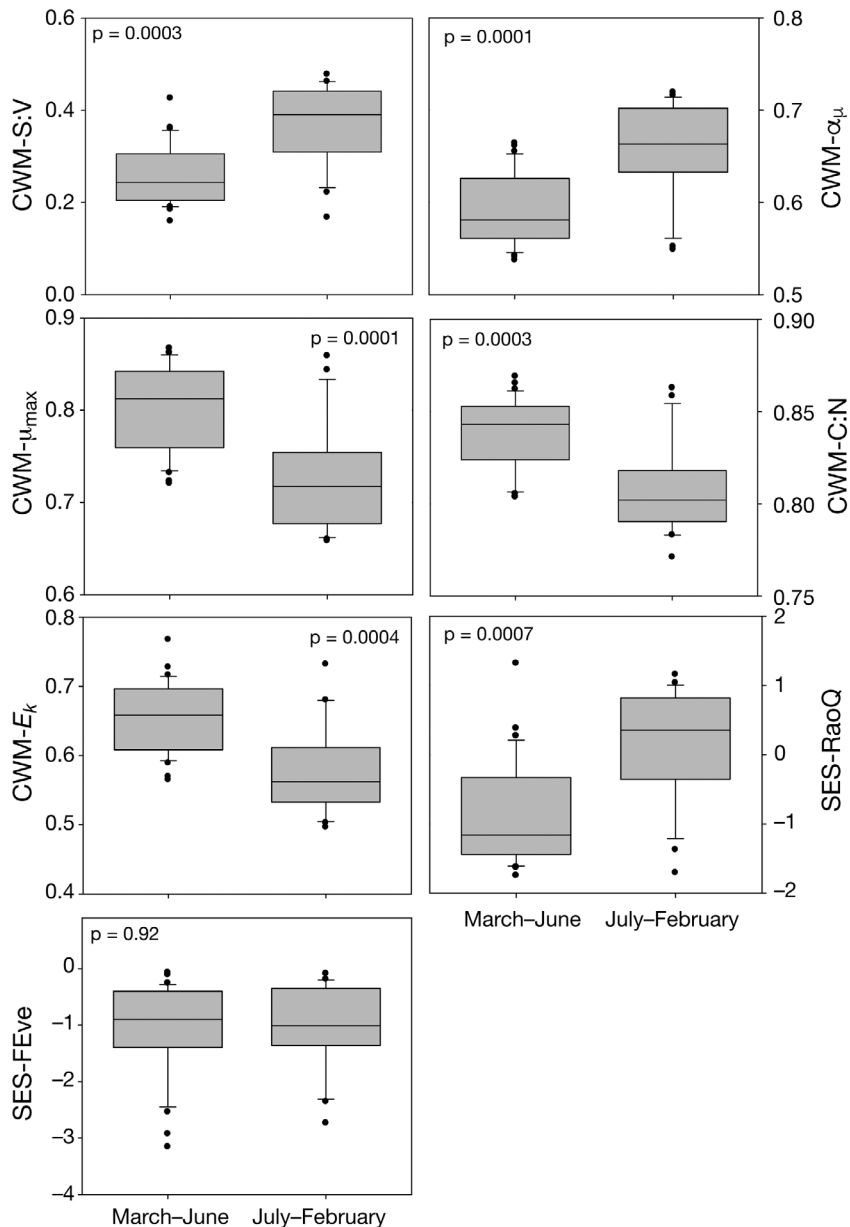 0.6
0.4
0.2
0.0
CWM-S:V
p = 0.0003
p = 0.0001
0.8
0.7
0.6
0.5
CWM-αμ
0.9
0.8
0.7
0.6
CWM-μmax
p = 0.0001
p = 0.0003
0.90
0.85
0.80
0.75
CWM-C:N
0.8
0.7
0.6
0.5
0.4
CWM-Ek
p = 0.0004
p = 0.0007
2
1
0
−1
−2
SES-RaoQ
March–June July–February
p = 0.92
0
−1
−2
−3
−4
SES-FEve
March–June July–February